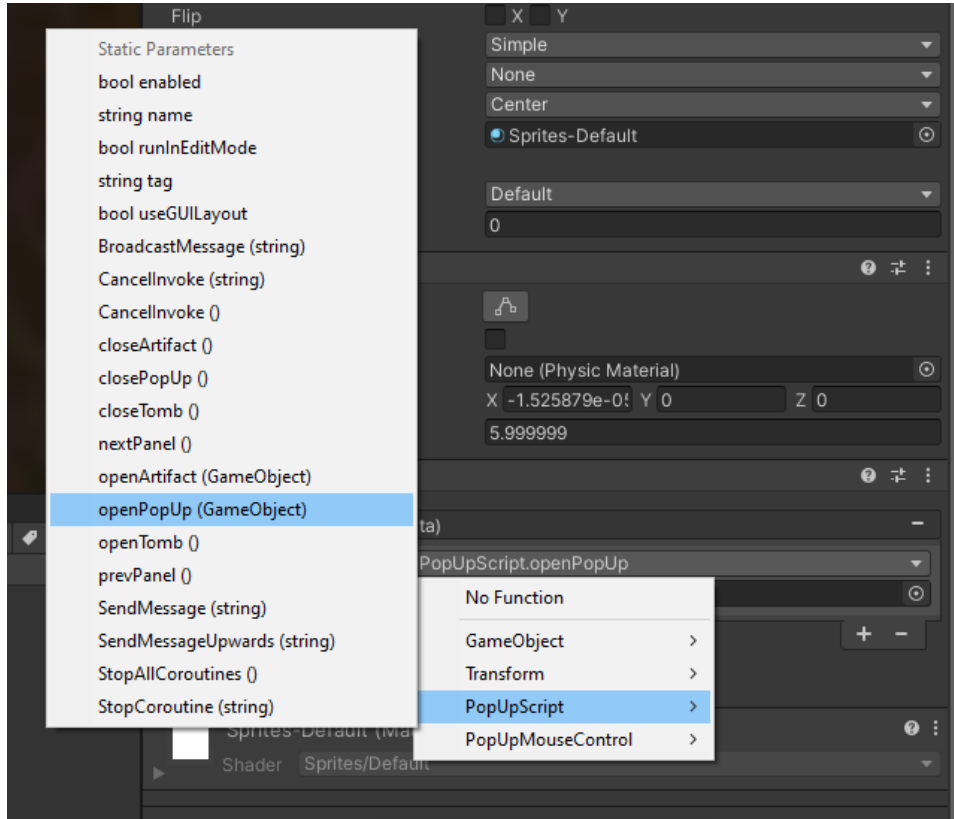 Flip
X
Y
Simple
None
Center
Sprites-Default
Default
0
None (Physic Material)
X -1.525879e-0
Y 0
Z 0
5.999999
ta)
PopUpScript.openPopUp
Static Parameters
bool enabled
string name
bool runInEditMode
string tag
bool useGUILayout
BroadcastMessage (string)
CancelInvoke (string)
CancelInvoke ()
closeArtifact ()
closePopUp ()
closeTomb ()
nextPanel ()
openArtifact (GameObject)
openPopUp (GameObject)
openTomb ()
prevPanel ()
SendMessage (string)
SendMessageUpwards (string)
StopAllCoroutines ()
StopCoroutine (string)
No Function
GameObject
Transform
PopUpScript
PopUpMouseControl
Sprites-Default (Ma
Shader
Sprites/Default